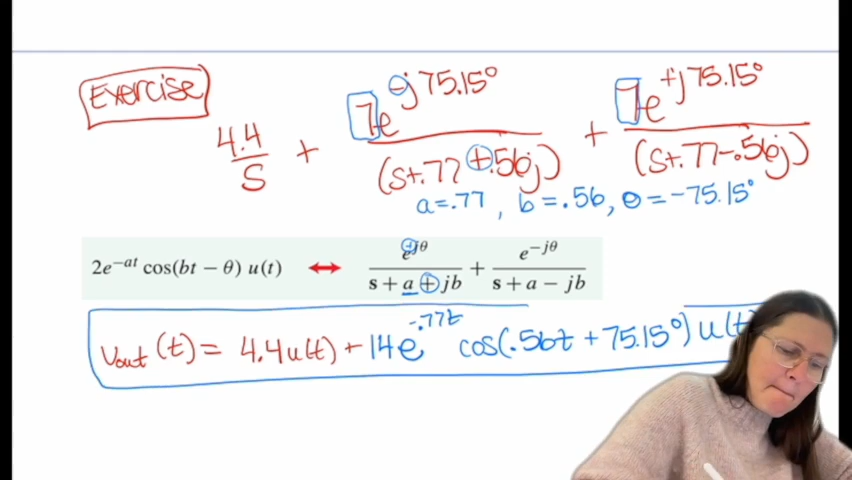 Exercise
4.4/s + 7e^-j75.15° / (s+.77+.56j) + 7e^+j75.15° / (s+.77-.56j)
a=.77, b=.56, θ=-75.15°
2e^−at cos(bt − θ) u(t) ↔ e^jθ / (s + a + jb) + e^−jθ / (s + a − jb)
Vout(t) = 4.4u(t) + 14e^-.77t cos(.56t + 75.15°) u(t)